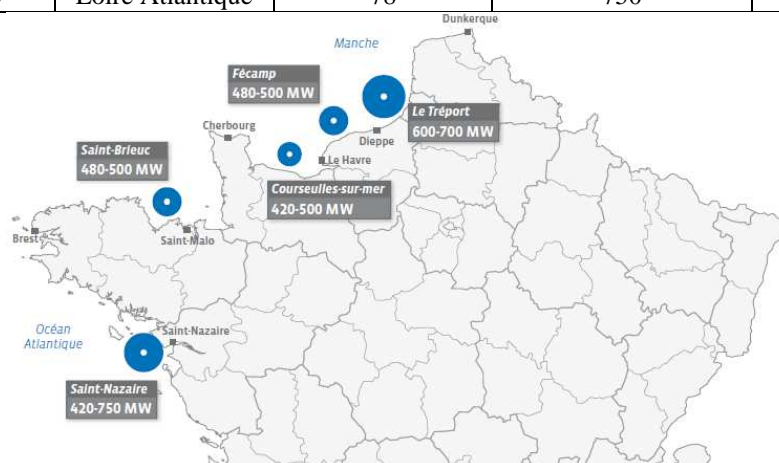 Loire Atlantique
Dunkerque
Manche
Fécamp
480-500 MW
Le Tréport
600-700 MW
Cherbourg
Dieppe
Le Havre
Saint-Brieuc
480-500 MW
Courseulles-sur-mer
420-500 MW
Brest
Saint-Malo
Océan
Atlantique
Saint-Nazaire
Saint-Nazaire
420-750 MW